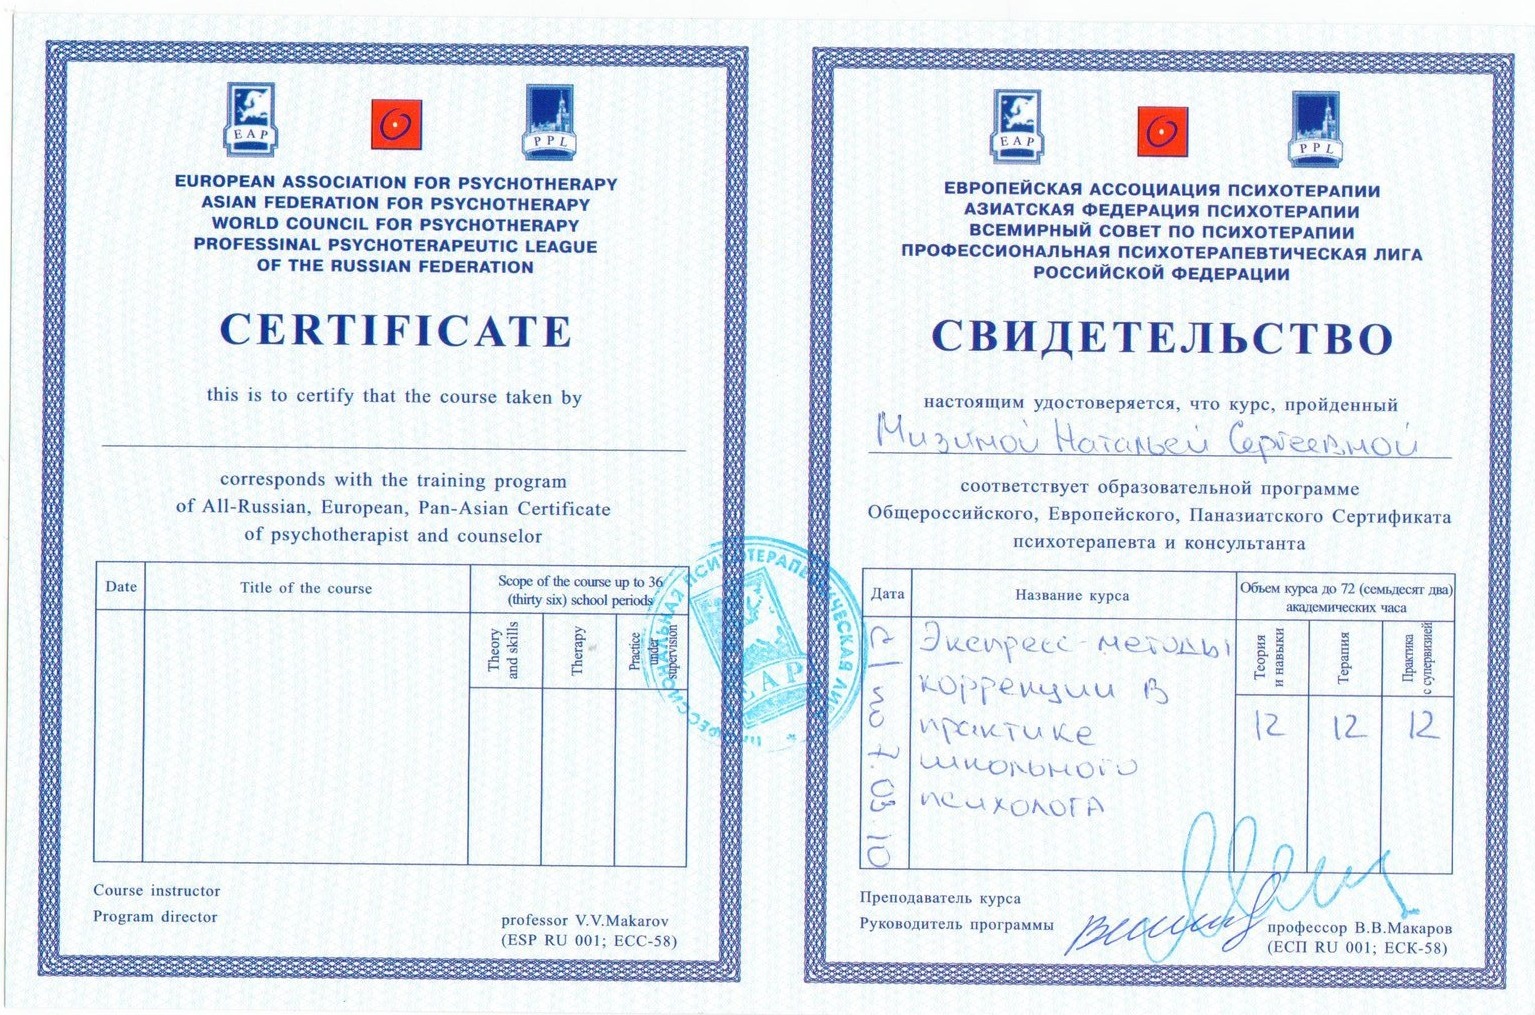 EAP
PPL
EUROPEAN ASSOCIATION FOR PSYCHOTHERAPY
ASIAN FEDERATION FOR PSYCHOTHERAPY
WORLD COUNCIL FOR PSYCHOTHERAPY
PROFESSINAL PSYCHOTERAPEUTIC LEAGUE
OF THE RUSSIAN FEDERATION
CERTIFICATE
this is to certify that the course taken by
corresponds with the training program
of All-Russian, European, Pan-Asian Certificate
of psychotherapist and counselor
Date
Title of the course
Scope of the course up to 36
(thirty six) school periods
Theory
and skills
Therapy
Practice
under
supervision
Course instructor
Program director
professor V.V.Makarov
(ESP RU 001; ECC-58)
EAP
PPL
ЕВРОПЕЙСКАЯ АССОЦИАЦИЯ ПСИХОТЕРАПИИ
АЗИАТСКАЯ ФЕДЕРАЦИЯ ПСИХОТЕРАПИИ
ВСЕМИРНЫЙ СОВЕТ ПО ПСИХОТЕРАПИИ
ПРОФЕССИОНАЛЬНАЯ ПСИХОТЕРАПЕВТИЧЕСКАЯ ЛИГА
РОССИЙСКОЙ ФЕДЕРАЦИИ
СВИДЕТЕЛЬСТВО
настоящим удостоверяется, что курс, пройденный
Мизиной Натальей Сергеевной
соответствует образовательной программе
Общероссийского, Европейского, Паназиатского Сертификата
психотерапевта и консультанта
Дата
Название курса
Объем курса до 72 (семьдесят два)
академических часа
Теория
и навыки
Терапия
Практика
с супервизией
Экспресс-методы
коррекции в
практике
школьного
психолога
12
12
12
Преподаватель курса
Руководитель программы
профессор В.В.Макаров
(ЕСП RU 001; ЕСК-58)
ПРОФЕССИОНАЛЬНАЯ ПСИХОТЕРАПЕВТИЧЕСКАЯ ЛИГА
EAP